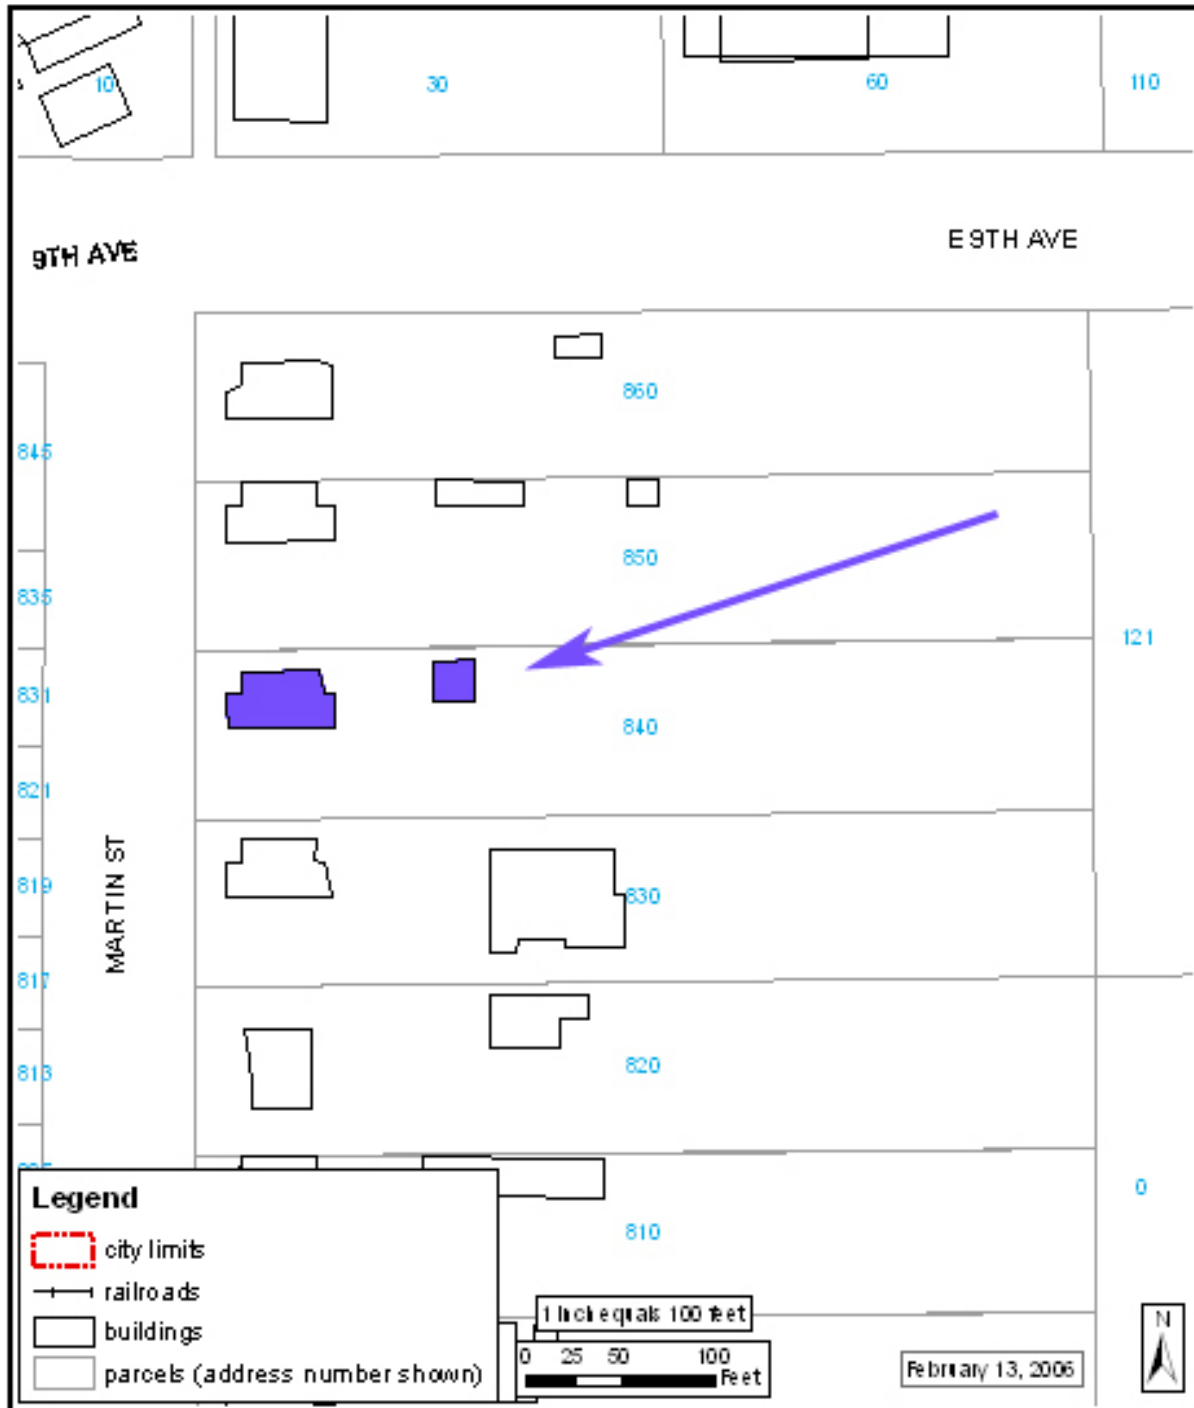 10
30
60
110
9TH AVE
E 9TH AVE
860
845
850
835
121
831
840
821
MARTIN ST
819
830
817
813
820
0
810
Legend
city limits
railroads
buildings
parcels (address number shown)
1 inch equals 100 feet
0 25 50 100
Feet
February 13, 2006
N